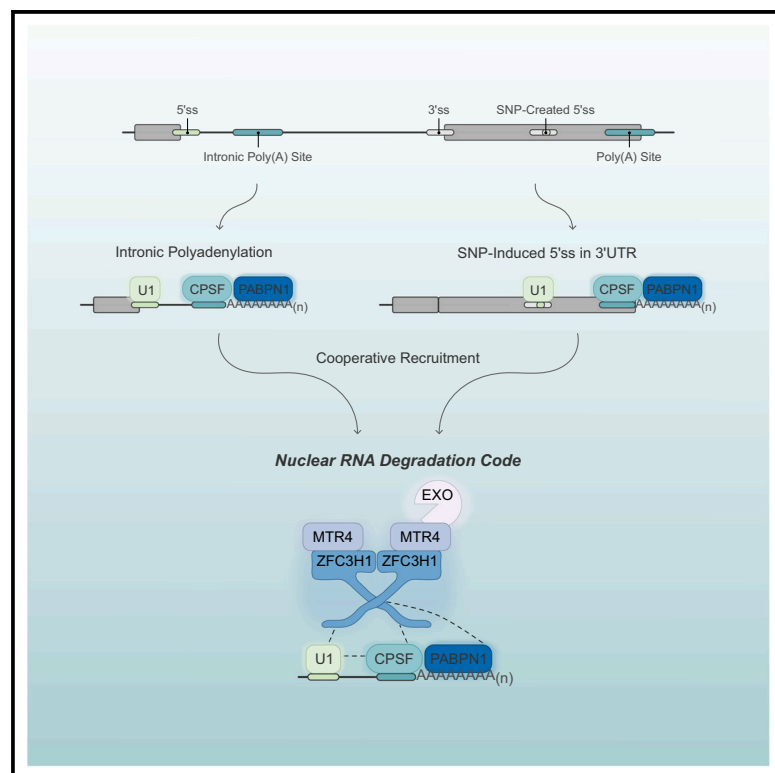 5'ss
3'ss
SNP-Created 5'ss
Intronic Poly(A) Site
Poly(A) Site
Intronic Polyadenylation
SNP-Induced 5'ss in 3'UTR
U1
CPSF
PABPN1
AAAAAAAA(n)
U1
CPSF
PABPN1
AAAAAAAA(n)
Cooperative Recruitment
Nuclear RNA Degradation Code
EXO
MTR4
MTR4
ZFC3H1
ZFC3H1
U1
CPSF
PABPN1
AAAAAAAA(n)